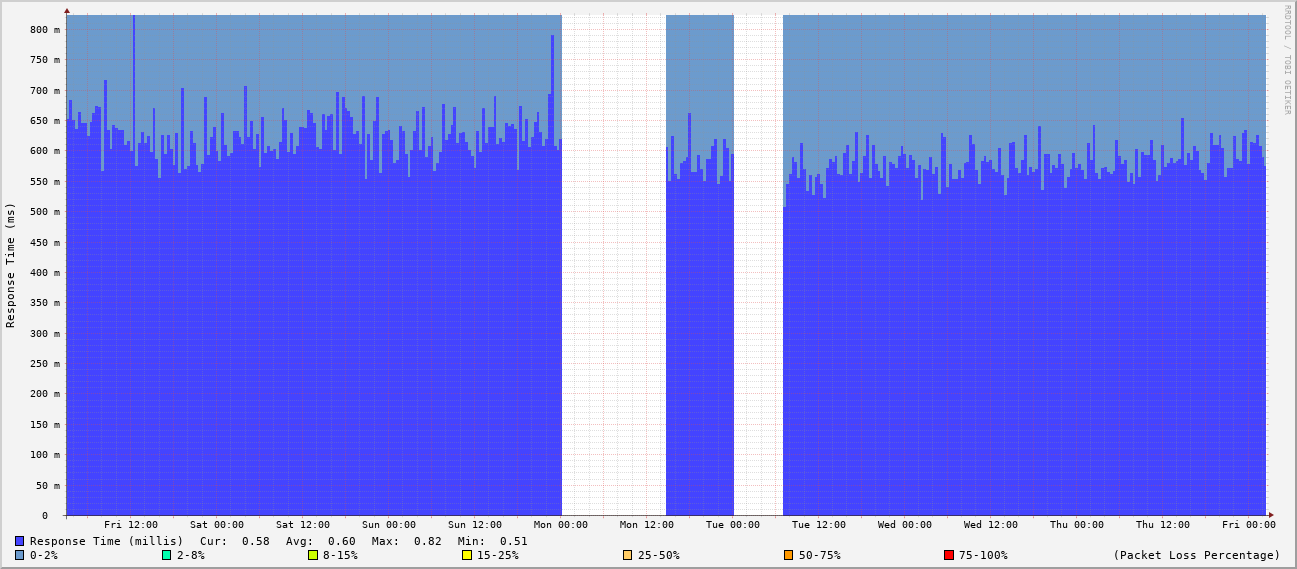 RRDTOOL / TOBI OETIKER
Response Time (ms)
800 m
750 m
700 m
650 m
600 m
550 m
500 m
450 m
400 m
350 m
300 m
250 m
200 m
150 m
100 m
50 m
0
Fri 12:00 Sat 00:00 Sat 12:00 Sun 00:00 Sun 12:00 Mon 00:00 Mon 12:00 Tue 00:00 Tue 12:00 Wed 00:00 Wed 12:00 Thu 00:00 Thu 12:00 Fri 00:00
Response Time (millis) Cur: 0.58 Avg: 0.60 Max: 0.82 Min: 0.51
0-2% 2-8% 8-15% 15-25% 25-50% 50-75% 75-100% (Packet Loss Percentage)